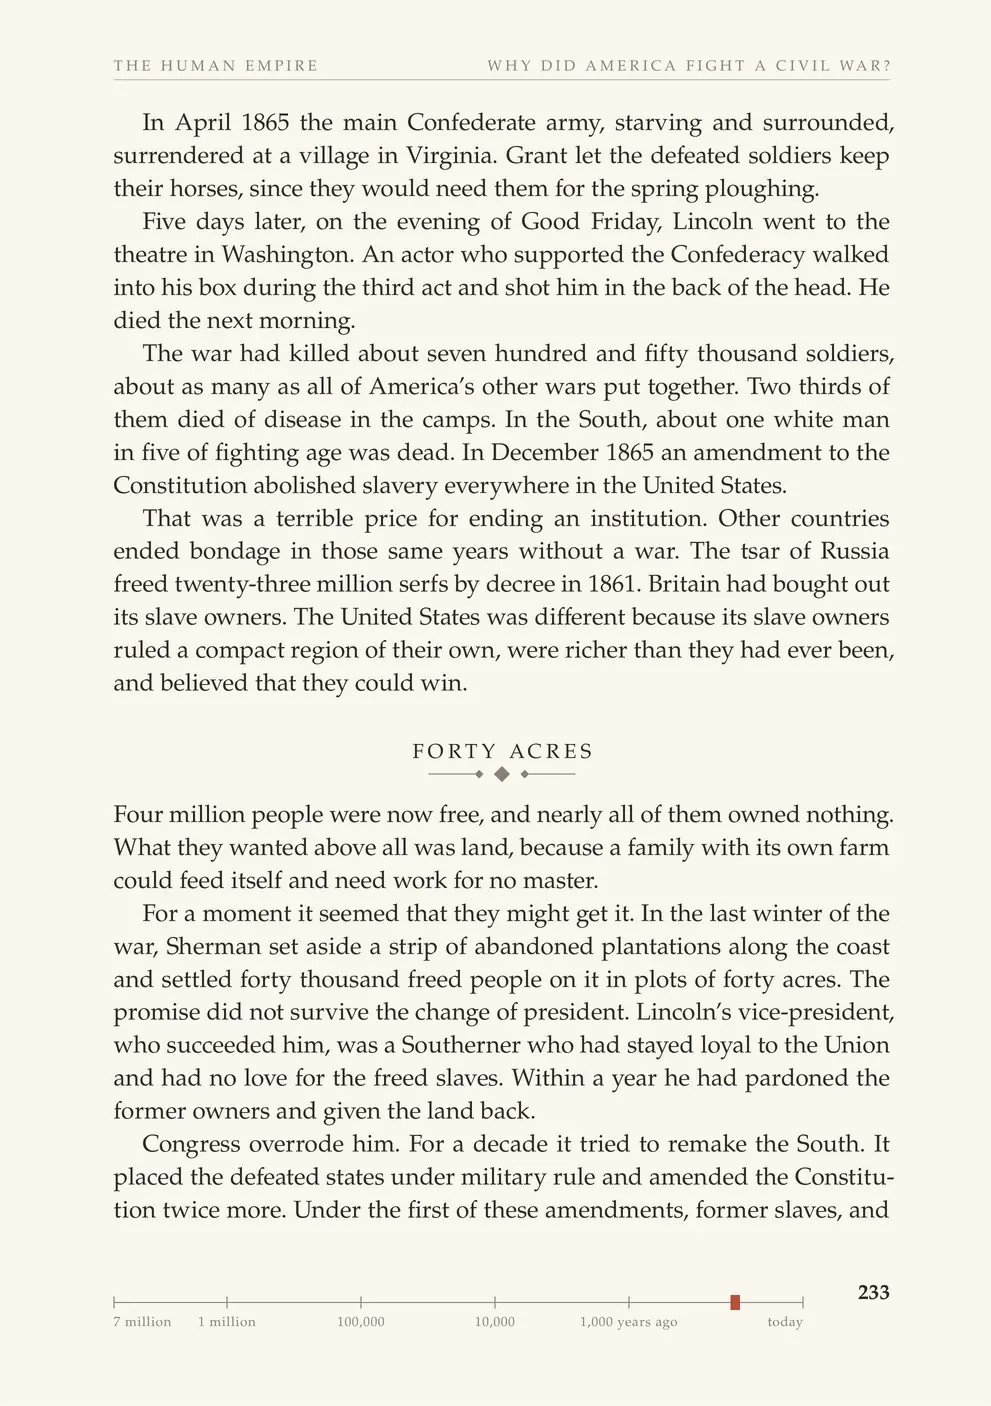 THE HUMAN EMPIRE
WHY DID AMERICA FIGHT A CIVIL WAR?
In April 1865 the main Confederate army, starving and surrounded,
surrendered at a village in Virginia. Grant let the defeated soldiers keep
their horses, since they would need them for the spring ploughing.
Five days later, on the evening of Good Friday, Lincoln went to the
theatre in Washington. An actor who supported the Confederacy walked
into his box during the third act and shot him in the back of the head. He
died the next morning.
The war had killed about seven hundred and fifty thousand soldiers,
about as many as all of America’s other wars put together. Two thirds of
them died of disease in the camps. In the South, about one white man
in five of fighting age was dead. In December 1865 an amendment to the
Constitution abolished slavery everywhere in the United States.
That was a terrible price for ending an institution. Other countries
ended bondage in those same years without a war. The tsar of Russia
freed twenty-three million serfs by decree in 1861. Britain had bought out
its slave owners. The United States was different because its slave owners
ruled a compact region of their own, were richer than they had ever been,
and believed that they could win.
FORTY ACRES
Four million people were now free, and nearly all of them owned nothing.
What they wanted above all was land, because a family with its own farm
could feed itself and need work for no master.
For a moment it seemed that they might get it. In the last winter of the
war, Sherman set aside a strip of abandoned plantations along the coast
and settled forty thousand freed people on it in plots of forty acres. The
promise did not survive the change of president. Lincoln’s vice-president,
who succeeded him, was a Southerner who had stayed loyal to the Union
and had no love for the freed slaves. Within a year he had pardoned the
former owners and given the land back.
Congress overrode him. For a decade it tried to remake the South. It
placed the defeated states under military rule and amended the Constitu-
tion twice more. Under the first of these amendments, former slaves, and
233
7 million 1 million 100,000 10,000 1,000 years ago today